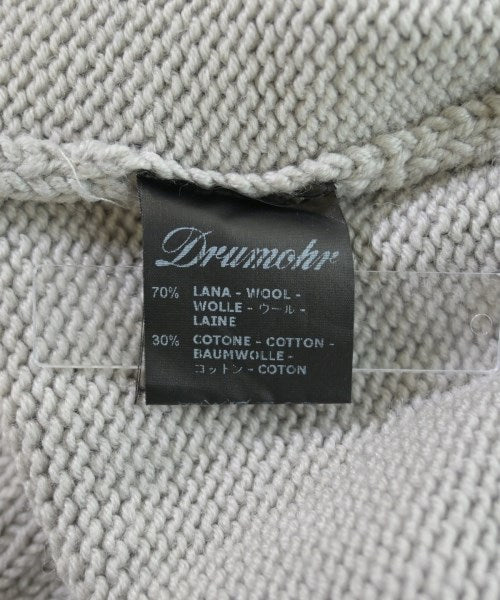 Drumohr
70% LANA - WOOL -
WOLLE - ウール -
LAINE
30% COTONE - COTTON -
BAUMWOLLE -
コットン - COTON